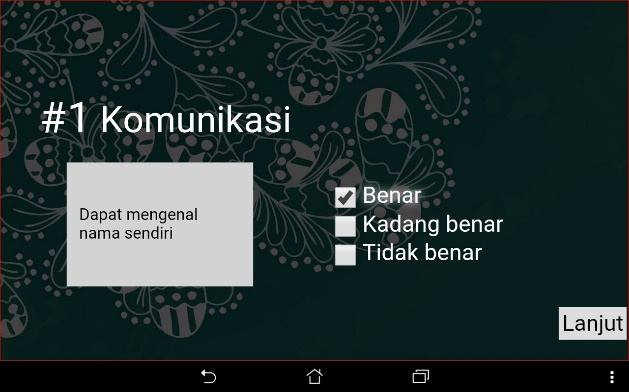 #1 Komunikasi
Dapat mengenal
nama sendiri
Benar
Kadang benar
Tidak benar
Lanjut